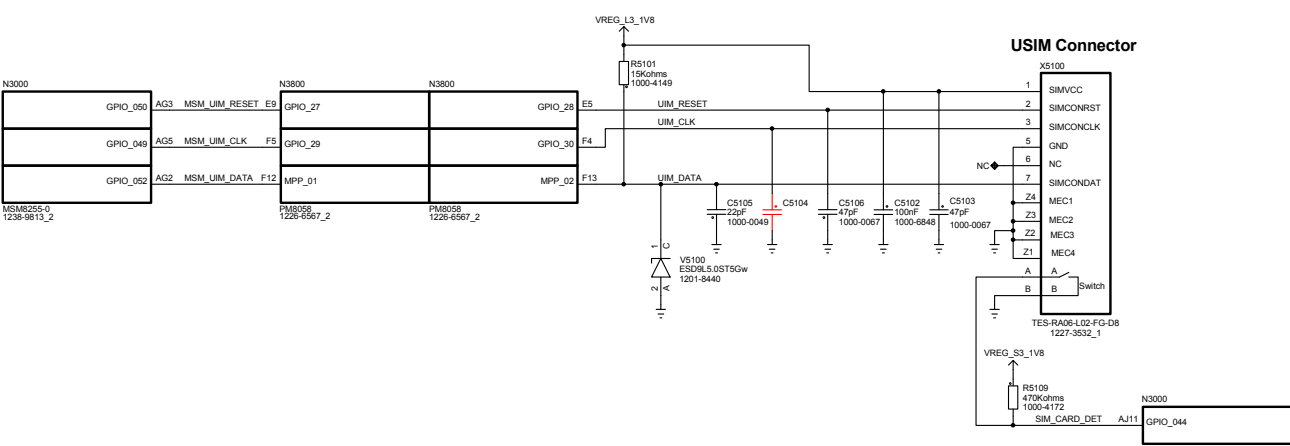 VREG_L3_1V8
USIM Connector
R5101
15Kohms
1000-4149
X5100
N3000
N3800
N3800
1
SIMVCC
GPIO_050
AG3
MSM_UIM_RESET
E9
GPIO_27
GPIO_28
E5
UIM_RESET
2
SIMCONRST
UIM_CLK
3
SIMCONCLK
GPIO_049
AG5
MSM_UIM_CLK
F5
GPIO_29
GPIO_30
F4
5
GND
NC
6
NC
GPIO_052
AG2
MSM_UIM_DATA
F12
MPP_01
MPP_02
F13
UIM_DATA
7
SIMCONDAT
MSM8255-0
1238-9813_2
PM8058
1226-6567_2
PM8058
1226-6567_2
C5105
22pF
1000-0049
C5104
C5106
47pF
1000-0067
C5102
100nF
1000-6848
C5103
47pF
1000-0067
Z4
MEC1
Z3
MEC2
Z2
MEC3
Z1
MEC4
1
C
V5100
ESD9L5.0ST5Gw
1201-8440
2
A
A
A
Switch
B
B
TES-RA06-L02-FG-D8
1227-3532_1
VREG_S3_1V8
R5109
470Kohms
1000-4172
N3000
SIM_CARD_DET
AJ11
GPIO_044